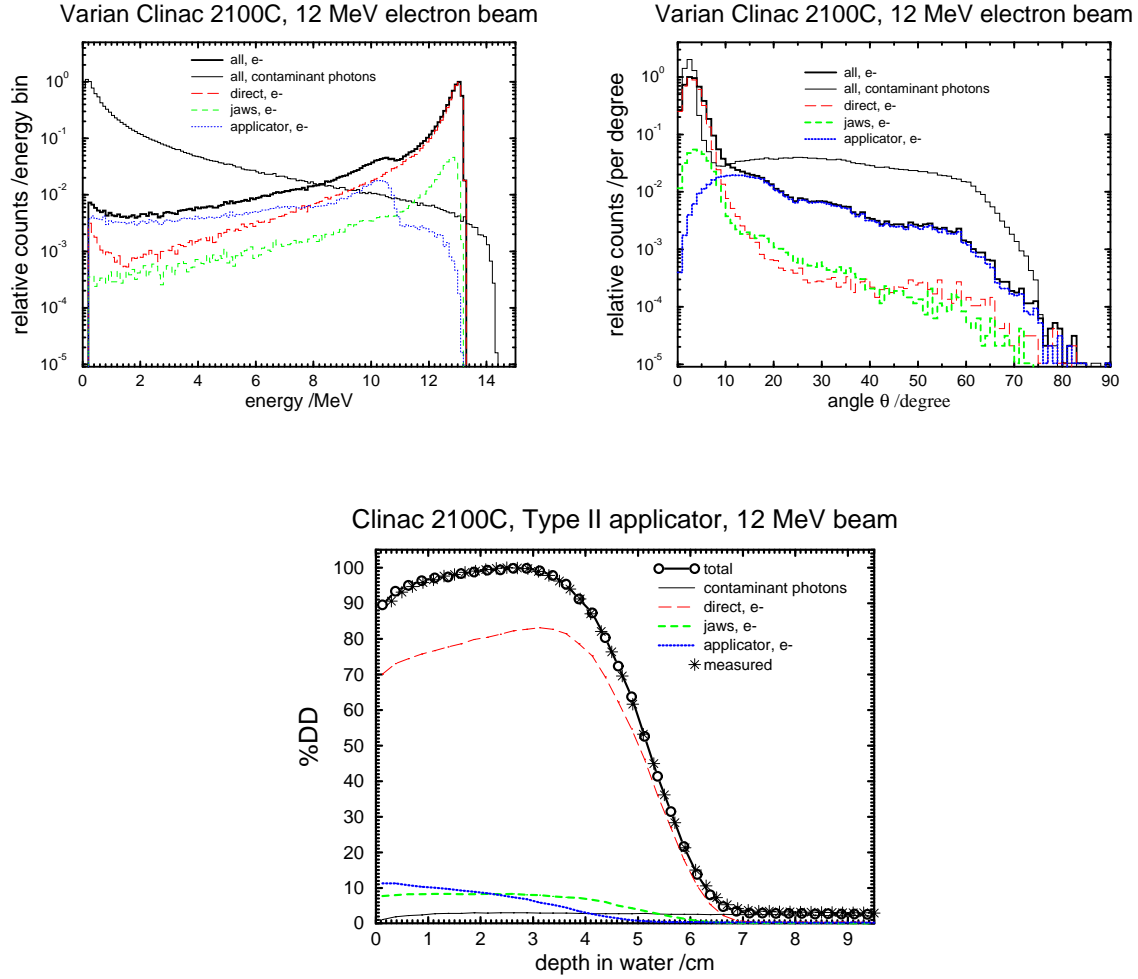 Varian Clinac 2100C, 12 MeV electron beam
relative counts /energy bin
10⁰
10⁻¹
10⁻²
10⁻³
10⁻⁴
10⁻⁵
all, e-
all, contaminant photons
direct, e-
jaws, e-
applicator, e-
0 2 4 6 8 10 12 14
energy /MeV
Varian Clinac 2100C, 12 MeV electron beam
relative counts /per degree
10⁰
10⁻¹
10⁻²
10⁻³
10⁻⁴
10⁻⁵
all, e-
all, contaminant photons
direct, e-
jaws, e-
applicator, e-
0 10 20 30 40 50 60 70 80 90
angle θ /degree
Clinac 2100C, Type II applicator, 12 MeV beam
%DD
100
90
80
70
60
50
40
30
20
10
0
total
contaminant photons
direct, e-
jaws, e-
applicator, e-
measured
0 1 2 3 4 5 6 7 8 9
depth in water /cm